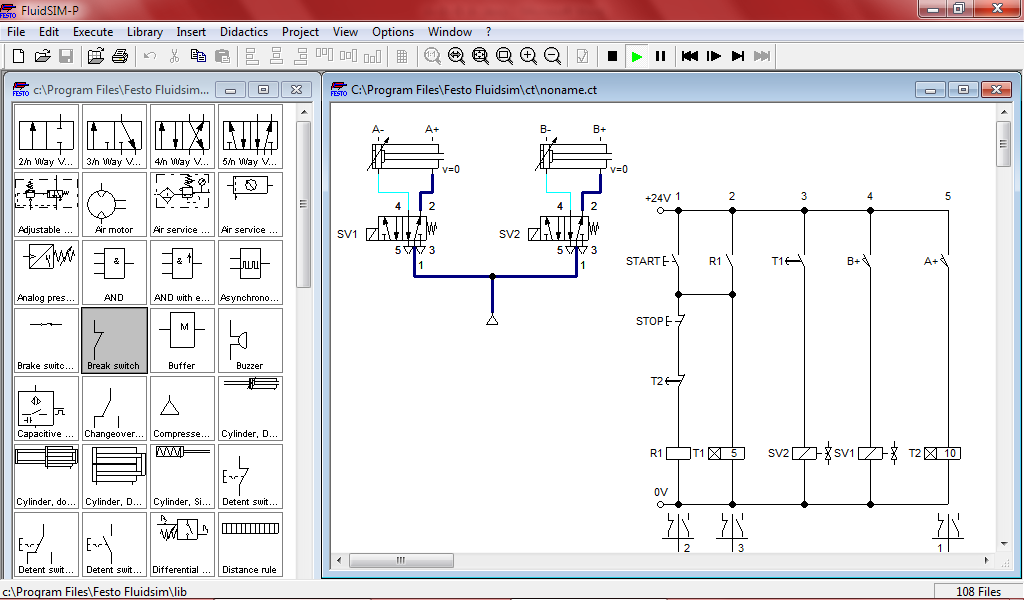 FluidSIM-P
File Edit Execute Library Insert Didactics Project View Options Window ?
c:\Program Files\Festo Fluidsim...
2/n Way V... 3/n Way V... 4/n Way V... 5/n Way V...
Adjustable ... Air motor Air service ... Air service ...
Analog pres... AND AND with e... Asynchrono...
Brake switc... Break switch Buffer Buzzer
M
Capacitive ... Changeover... Compresse... Cylinder, D...
Cylinder, do... Cylinder, D... Cylinder, Si... Detent swit...
Detent swit... Detent swit... Differential ... Distance rule
C:\Program Files\Festo Fluidsim\ct\noname.ct
A- A+ B- B+
v=0 v=0
4 2 4 2
SV1 SV2
5 3 5 3
1 1
+24V 1 2 3 4 5
START R1 T1 B+ A+
STOP
T2
R1 T1 5 SV2 SV1 T2 10
0V
2 3 1
c:\Program Files\Festo Fluidsim\lib 108 Files